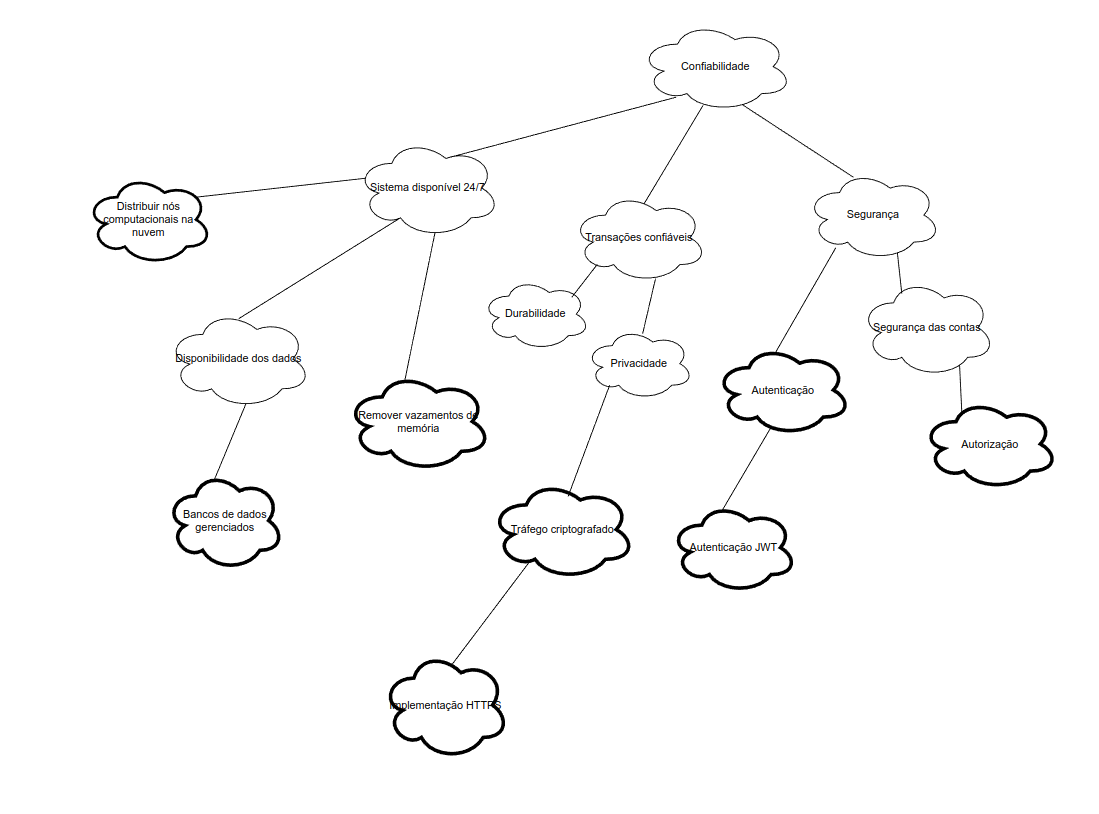 Confiabilidade
Sistema disponível 24/7
Distribuir nós
computacionais na
nuvem
Segurança
Transações confiáveis
Durabilidade
Segurança das contas
Disponibilidade dos dados
Privacidade
Autenticação
Remover vazamentos de
memória
Autorização
Bancos de dados
gerenciados
Tráfego criptografado
Autenticação JWT
Implementação HTTPS